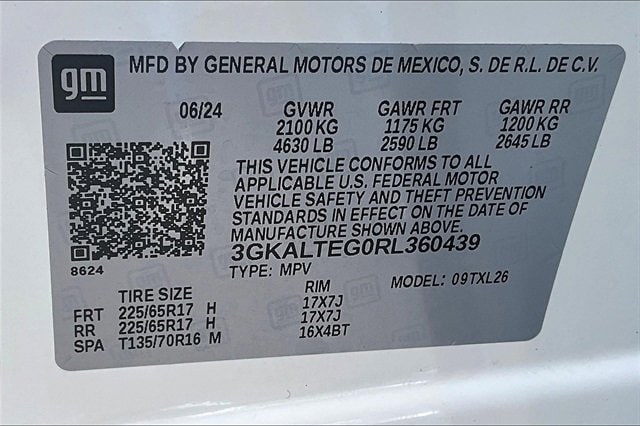 gm
MFD BY GENERAL MOTORS DE MEXICO, S. DE R.L. DE C.V.
06/24 GVWR GAWR FRT GAWR RR
2100 KG 1175 KG 1200 KG
4630 LB 2590 LB 2645 LB
THIS VEHICLE CONFORMS TO ALL
APPLICABLE U.S. FEDERAL MOTOR
VEHICLE SAFETY AND THEFT PREVENTION
STANDARDS IN EFFECT ON THE DATE OF
MANUFACTURE SHOWN ABOVE.
3GKALTEG0RL360439
8624
TYPE: MPV MODEL: 09TXL26
TIRE SIZE RIM
FRT 225/65R17 H 17X7J
RR 225/65R17 H 17X7J
SPA T135/70R16 M 16X4BT